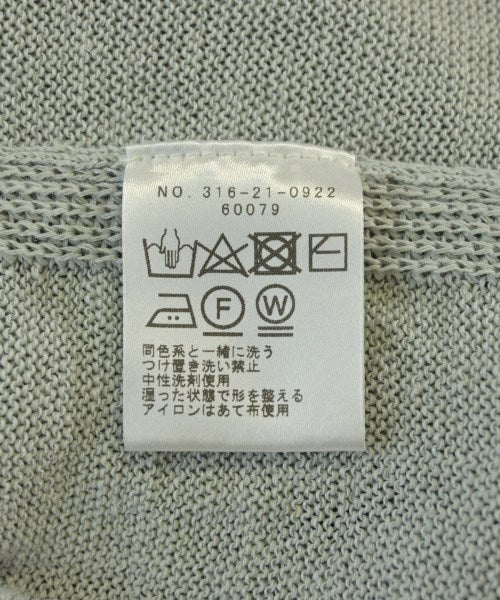 NO. 316-21-0922
60079
F W
同色系と一緒に洗う
つけ置き洗い禁止
中性洗剤使用
湿った状態で形を整える
アイロンはあて布使用